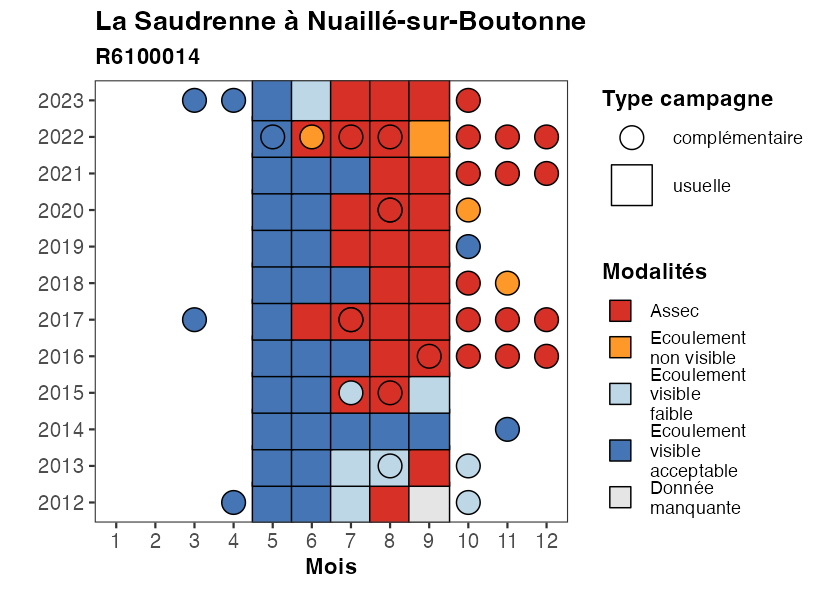 La Saudrenne à Nuaillé-sur-Boutonne
R6100014
2023
2022
2021
2020
2019
2018
2017
2016
2015
2014
2013
2012
1 2 3 4 5 6 7 8 9 10 11 12
Mois
Type campagne
complémentaire
usuelle
Modalités
Assec
Ecoulement
non visible
Ecoulement
visible
faible
Ecoulement
visible
acceptable
Donnée
manquante